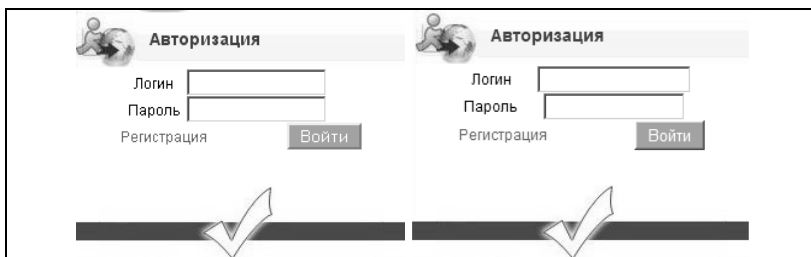 Авторизация
Логин
Пароль
Регистрация Войти
Авторизация
Логин
Пароль
Регистрация Войти